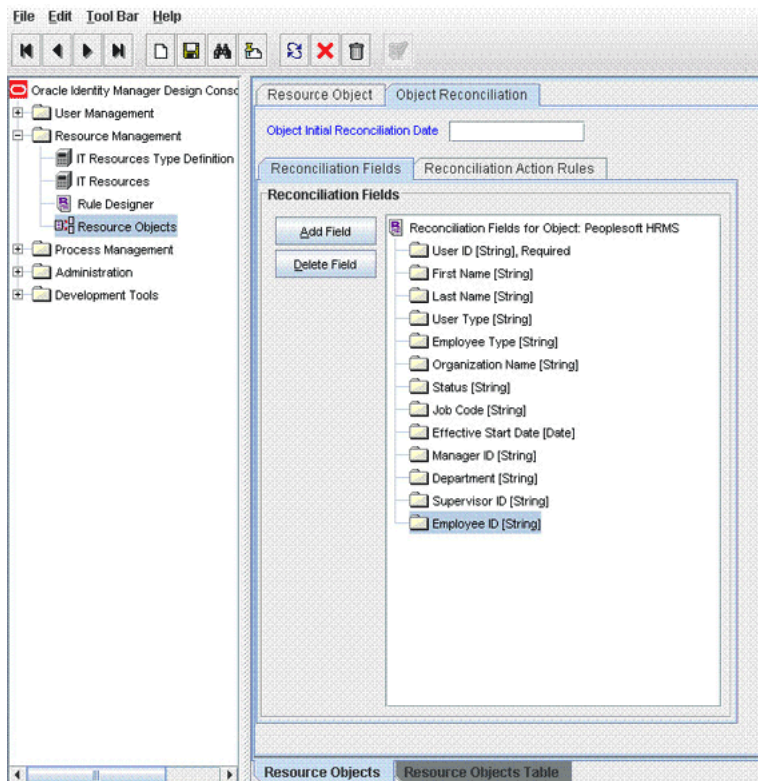 File Edit Tool Bar Help
Oracle Identity Manager Design Conso
User Management
Resource Management
IT Resources Type Definition
IT Resources
Rule Designer
Resource Objects
Process Management
Administration
Development Tools
Resource Object Object Reconciliation
Object Initial Reconciliation Date
Reconciliation Fields Reconciliation Action Rules
Reconciliation Fields
Add Field
Delete Field
Reconciliation Fields for Object: Peoplesoft HRMS
User ID [String], Required
First Name [String]
Last Name [String]
User Type [String]
Employee Type [String]
Organization Name [String]
Status [String]
Job Code [String]
Effective Start Date [Date]
Manager ID [String]
Department [String]
Supervisor ID [String]
Employee ID [String]
Resource Objects Resource Objects Table